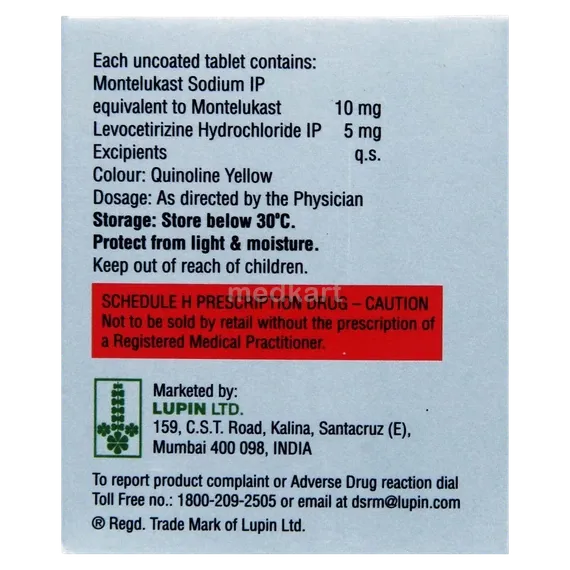 Each uncoated tablet contains:
Montelukast Sodium IP
equivalent to Montelukast 10 mg
Levocetirizine Hydrochloride IP 5 mg
Excipients q.s.
Colour: Quinoline Yellow
Dosage: As directed by the Physician
Storage: Store below 30°C.
Protect from light & moisture.
Keep out of reach of children.
medkart
SCHEDULE H PRESCRIPTION DRUG – CAUTION
Not to be sold by retail without the prescription of
a Registered Medical Practitioner.
Marketed by:
LUPIN LTD.
159, C.S.T. Road, Kalina, Santacruz (E),
Mumbai 400 098, INDIA
To report product complaint or Adverse Drug reaction dial
Toll Free no.: 1800-209-2505 or email at dsrm@lupin.com
® Regd. Trade Mark of Lupin Ltd.